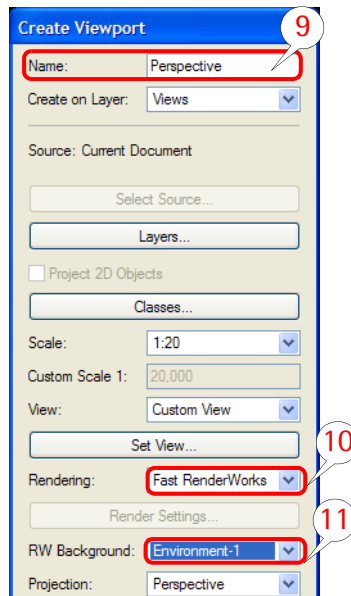 Create Viewport
9
Name: Perspective
Create on Layer: Views
Source: Current Document
Select Source...
Layers...
Project 2D Objects
Classes...
Scale: 1:20
Custom Scale 1: 20,000
View: Custom View
Set View...
10
Rendering: Fast RenderWorks
Render Settings...
11
RW Background: Environment-1
Projection: Perspective